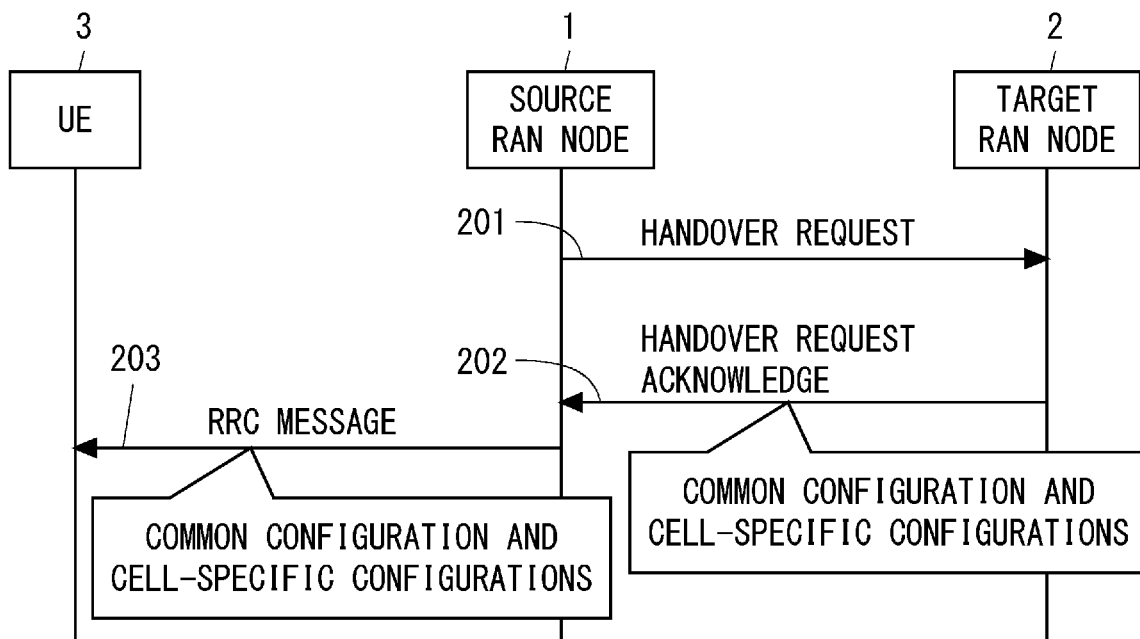 3
1
2
UE
SOURCE
RAN NODE
TARGET
RAN NODE
201
HANDOVER REQUEST
202
HANDOVER REQUEST
ACKNOWLEDGE
203
RRC MESSAGE
COMMON CONFIGURATION AND
CELL-SPECIFIC CONFIGURATIONS
COMMON CONFIGURATION AND
CELL-SPECIFIC CONFIGURATIONS